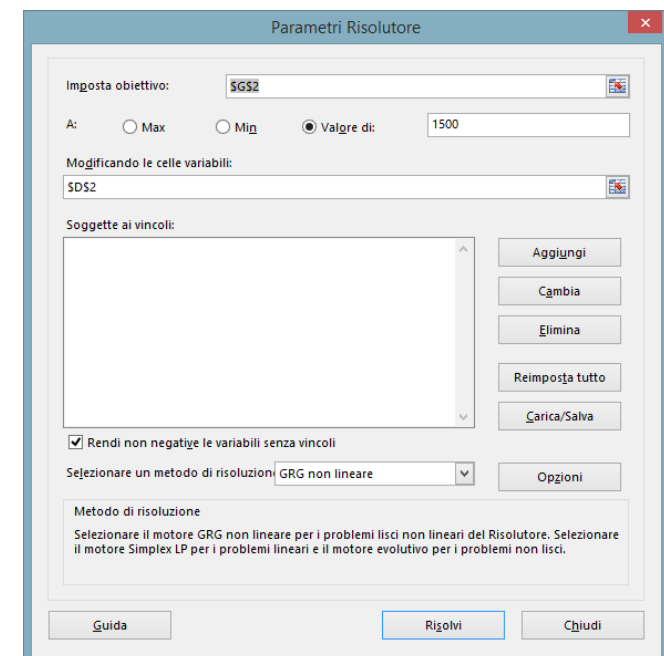 Parametri Risolutore
Imposta obiettivo: $G$2
A: Max Min Valore di: 1500
Modificando le celle variabili:
$D$2
Soggette ai vincoli:
Aggiungi
Cambia
Elimina
Reimposta tutto
Carica/Salva
Rendi non negative le variabili senza vincoli
Selezionare un metodo di risoluzion GRG non lineare
Opzioni
Metodo di risoluzione
Selezionare il motore GRG non lineare per i problemi lisci non lineari del Risolutore. Selezionare
il motore Simplex LP per i problemi lineari e il motore evolutivo per i problemi non lisci.
Guida Risolvi Chiudi